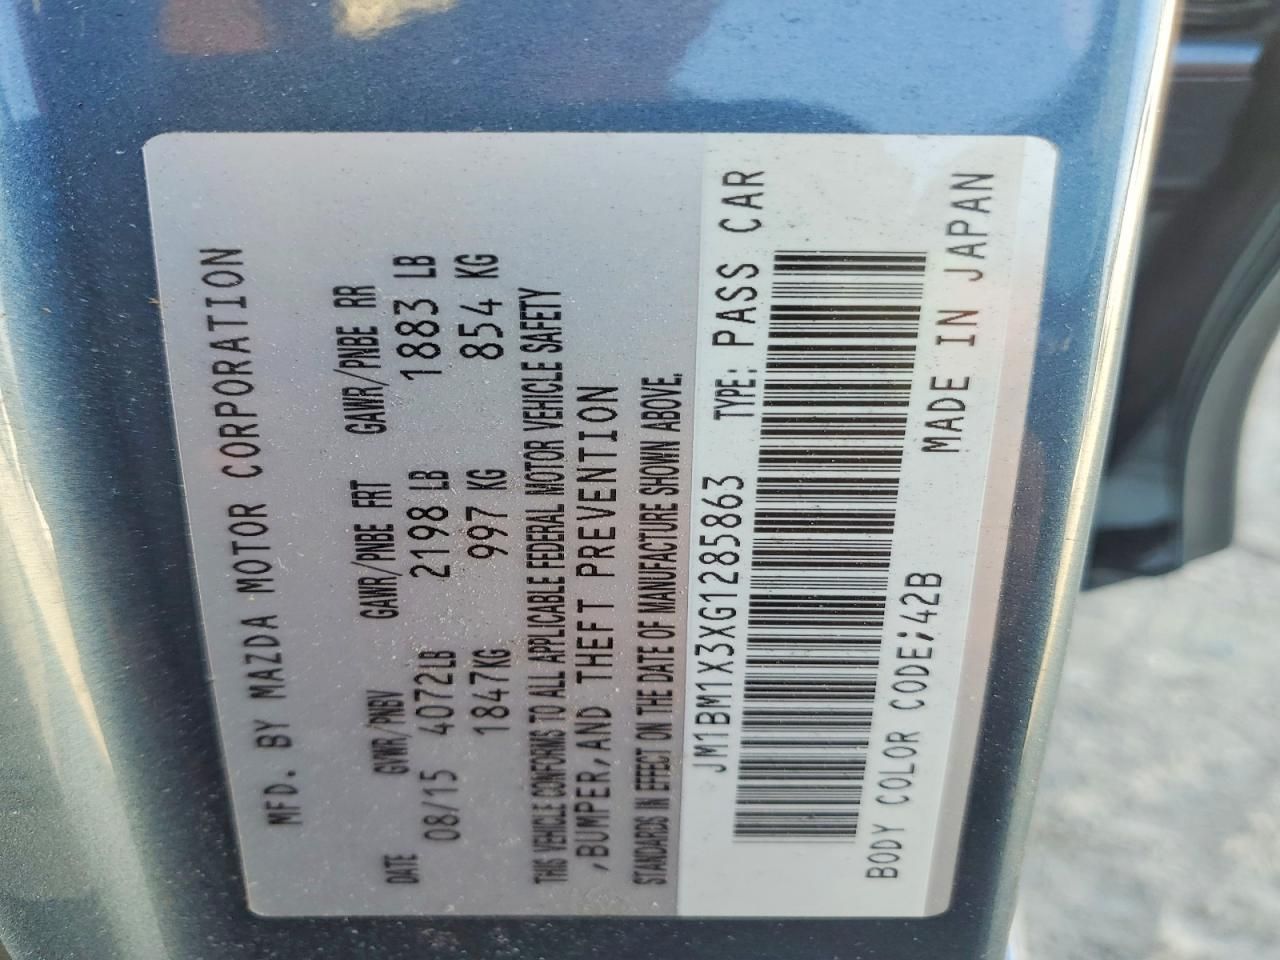 MFD. BY MAZDA MOTOR CORPORATION
DATE GVWR/PNBV GAWR/PNBE FRT GAWR/PNBE RR
08/15 4072LB 2198LB 1883 LB
1847KG 997 KG 854 KG
THIS VEHICLE CONFORMS TO ALL APPLICABLE FEDERAL MOTOR VEHICLE SAFETY
,BUMPER,AND THEFT PREVENTION
STANDARDS IN EFFECT ON THE DATE OF MANUFACTURE SHOWN ABOVE.
JM1BM1X3XG1285863 TYPE: PASS CAR
BODY COLOR CODE;42B MADE IN JAPAN